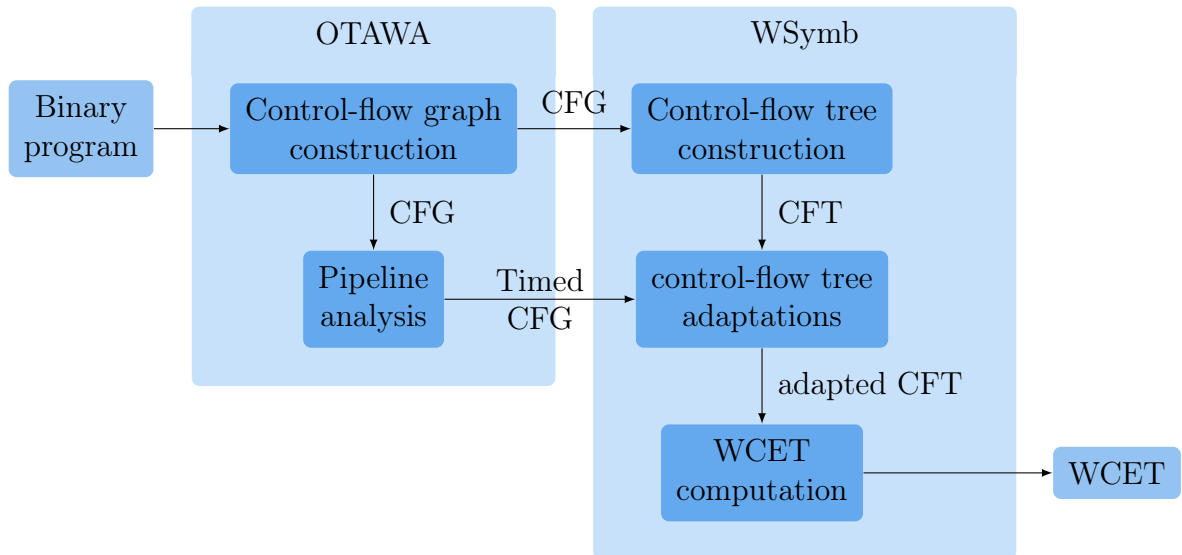 OTAWA
WSymb
Binary
program
Control-flow graph
construction
CFG
Control-flow tree
construction
CFG
CFT
Pipeline
analysis
Timed
CFG
control-flow tree
adaptations
adapted CFT
WCET
computation
WCET